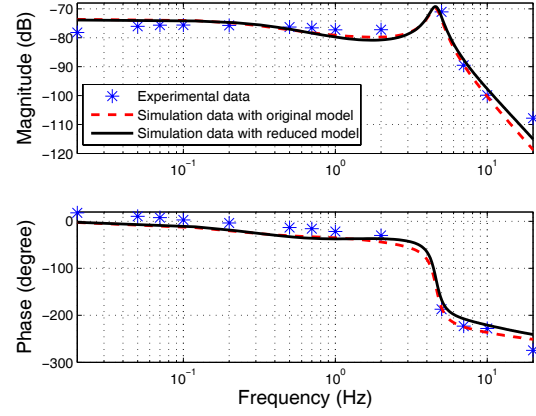 −70
−80
−90
−100
−110
−120
Magnitude (dB)
Experimental data
Simulation data with original model
Simulation data with reduced model
10⁻¹ 10⁰ 10¹
0
−100
−200
−300
Phase (degree)
10⁻¹ 10⁰ 10¹
Frequency (Hz)